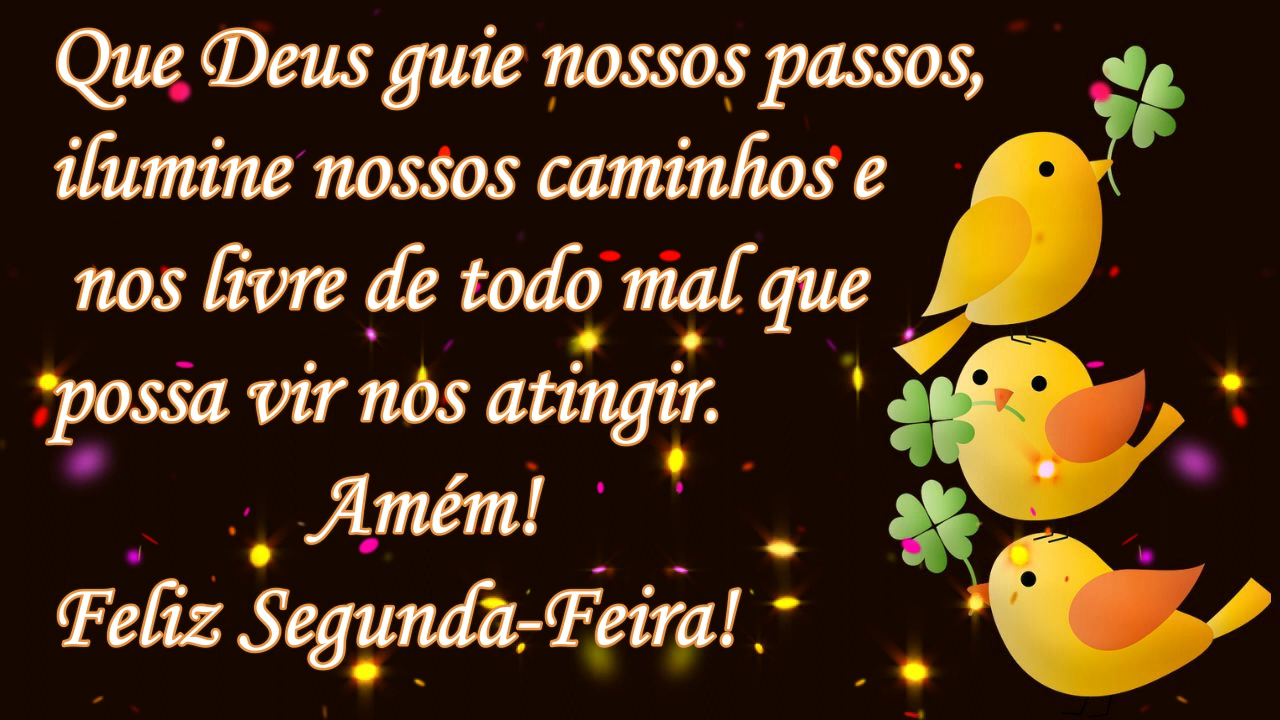 Que Deus guie nossos passos,
ilumine nossos caminhos e
nos livre de todo mal que
possa vir nos atingir.
Amém!
Feliz Segunda-Feira!